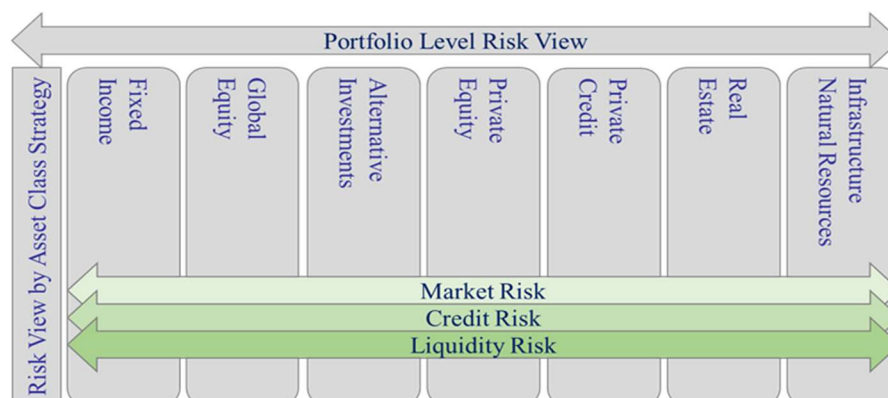 Portfolio Level Risk View
Risk View by Asset Class Strategy
Fixed
Income
Global
Equity
Alternative
Investments
Private
Equity
Private
Credit
Real
Estate
Infrastructure
Natural Resources
Market Risk
Credit Risk
Liquidity Risk